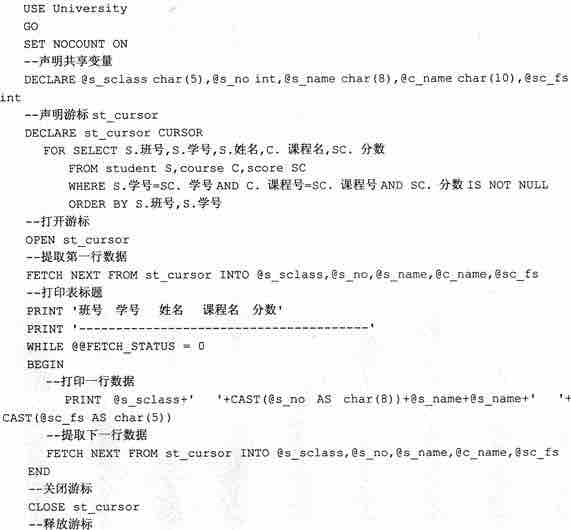 USE University
GO
SET NOCOUNT ON
--声明共享变量
DECLARE @s_sclass char(5),@s_no int,@s_name char(8),@c_name char(10),@sc_fs
int
--声明游标 st_cursor
DECLARE st_cursor CURSOR
FOR SELECT S.班号,S.学号,S.姓名,C. 课程名,SC. 分数
FROM student S,course C,score SC
WHERE S.学号=SC. 学号 AND C. 课程号=SC. 课程号 AND SC. 分数 IS NOT NULL
ORDER BY S.班号,S.学号
--打开游标
OPEN st_cursor
--提取第一行数据
FETCH NEXT FROM st_cursor INTO @s_sclass,@s_no,@s_name,@c_name,@sc_fs
--打印表标题
PRINT '班号 学号 姓名 课程名 分数'
PRINT '----------------------------------------'
WHILE @@FETCH_STATUS = 0
BEGIN
--打印一行数据
PRINT @s_sclass+' '+CAST(@s_no AS char(8))+@s_name+@s_name+' '+
CAST(@sc_fs AS char(5))
--提取下一行数据
FETCH NEXT FROM st_cursor INTO @s_sclass,@s_no,@s_name,@c_name,@sc_fs
END
--关闭游标
CLOSE st_cursor
--释放游标